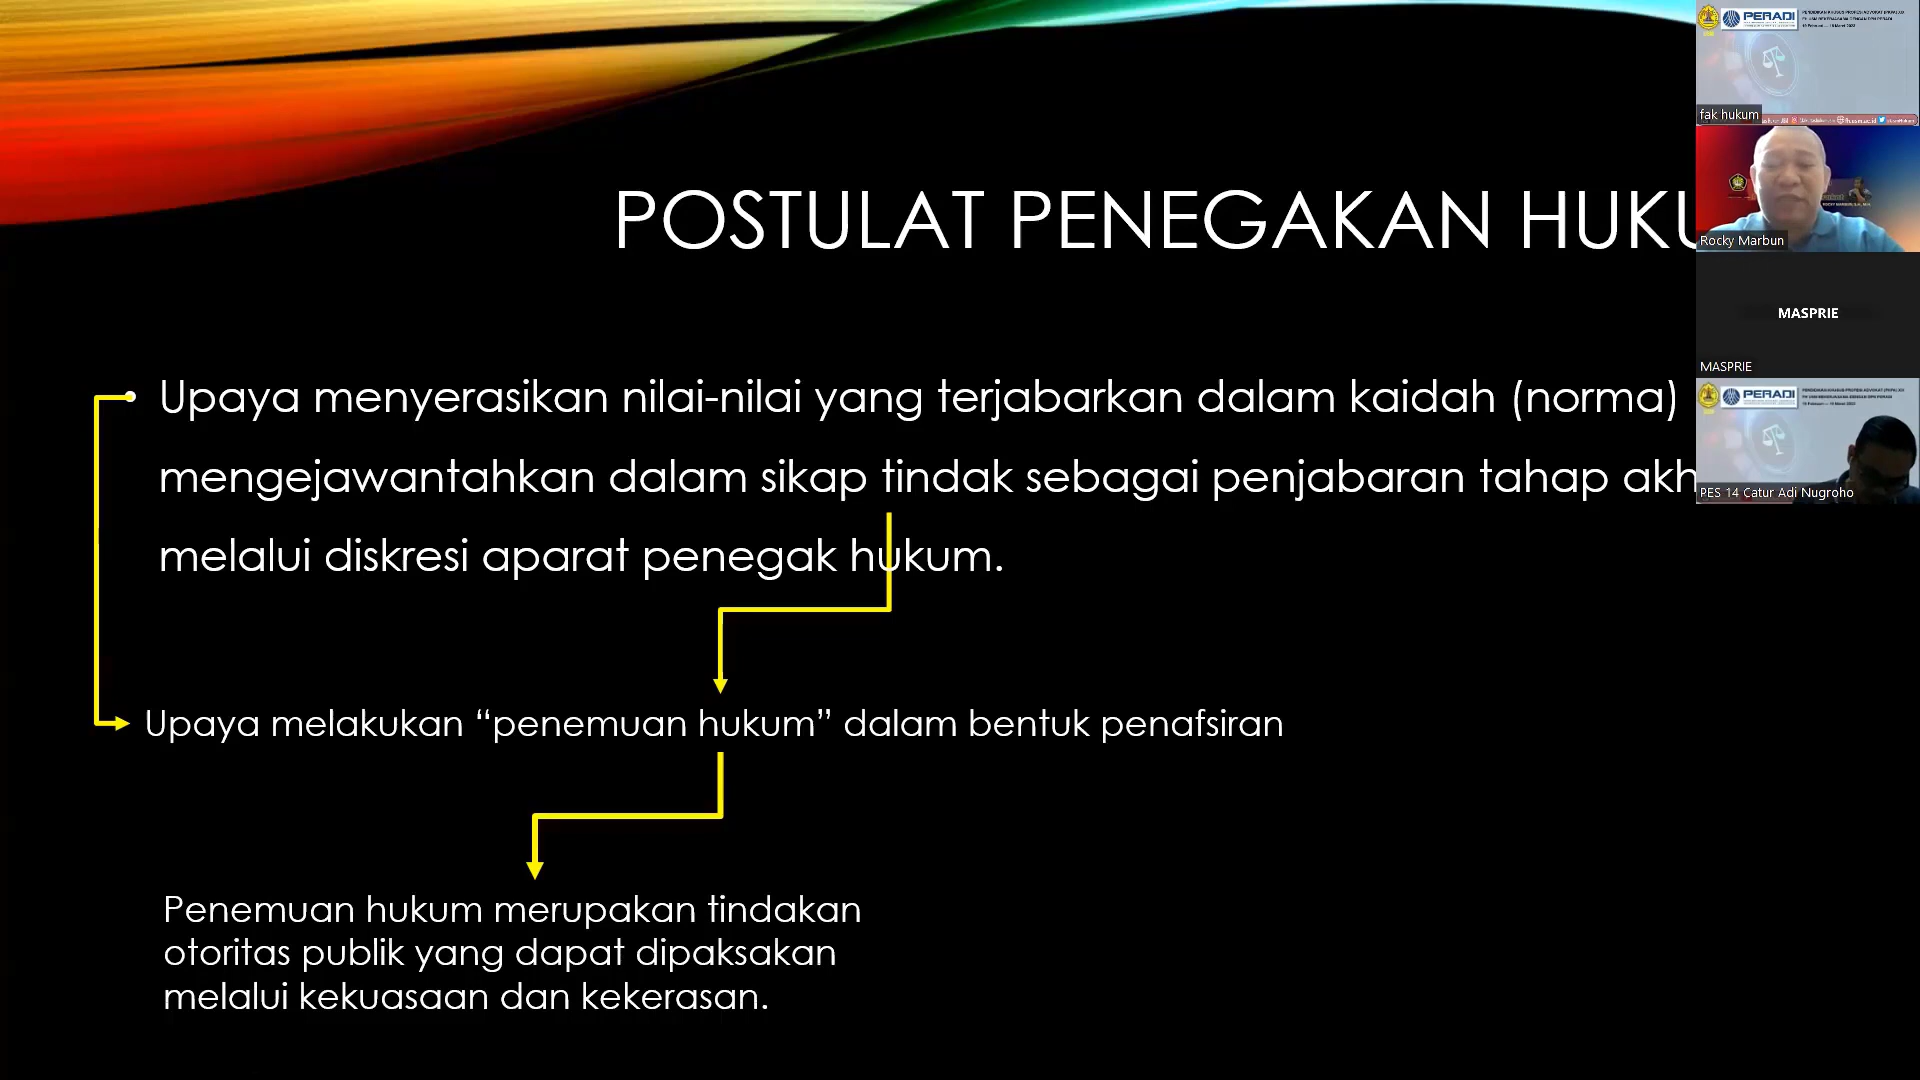 POSTULAT PENEGAKAN HUKU
Upaya menyerasikan nilai-nilai yang terjabarkan dalam kaidah (norma)
mengejawantahkan dalam sikap tindak sebagai penjabaran tahap akh
melalui diskresi aparat penegak hukum.
Upaya melakukan “penemuan hukum” dalam bentuk penafsiran
Penemuan hukum merupakan tindakan
otoritas publik yang dapat dipaksakan
melalui kekuasaan dan kekerasan.
PERADI
fak hukum
Rocky Marbun
MASPRIE
MASPRIE
PERADI
PES 14 Catur Adi Nugroho